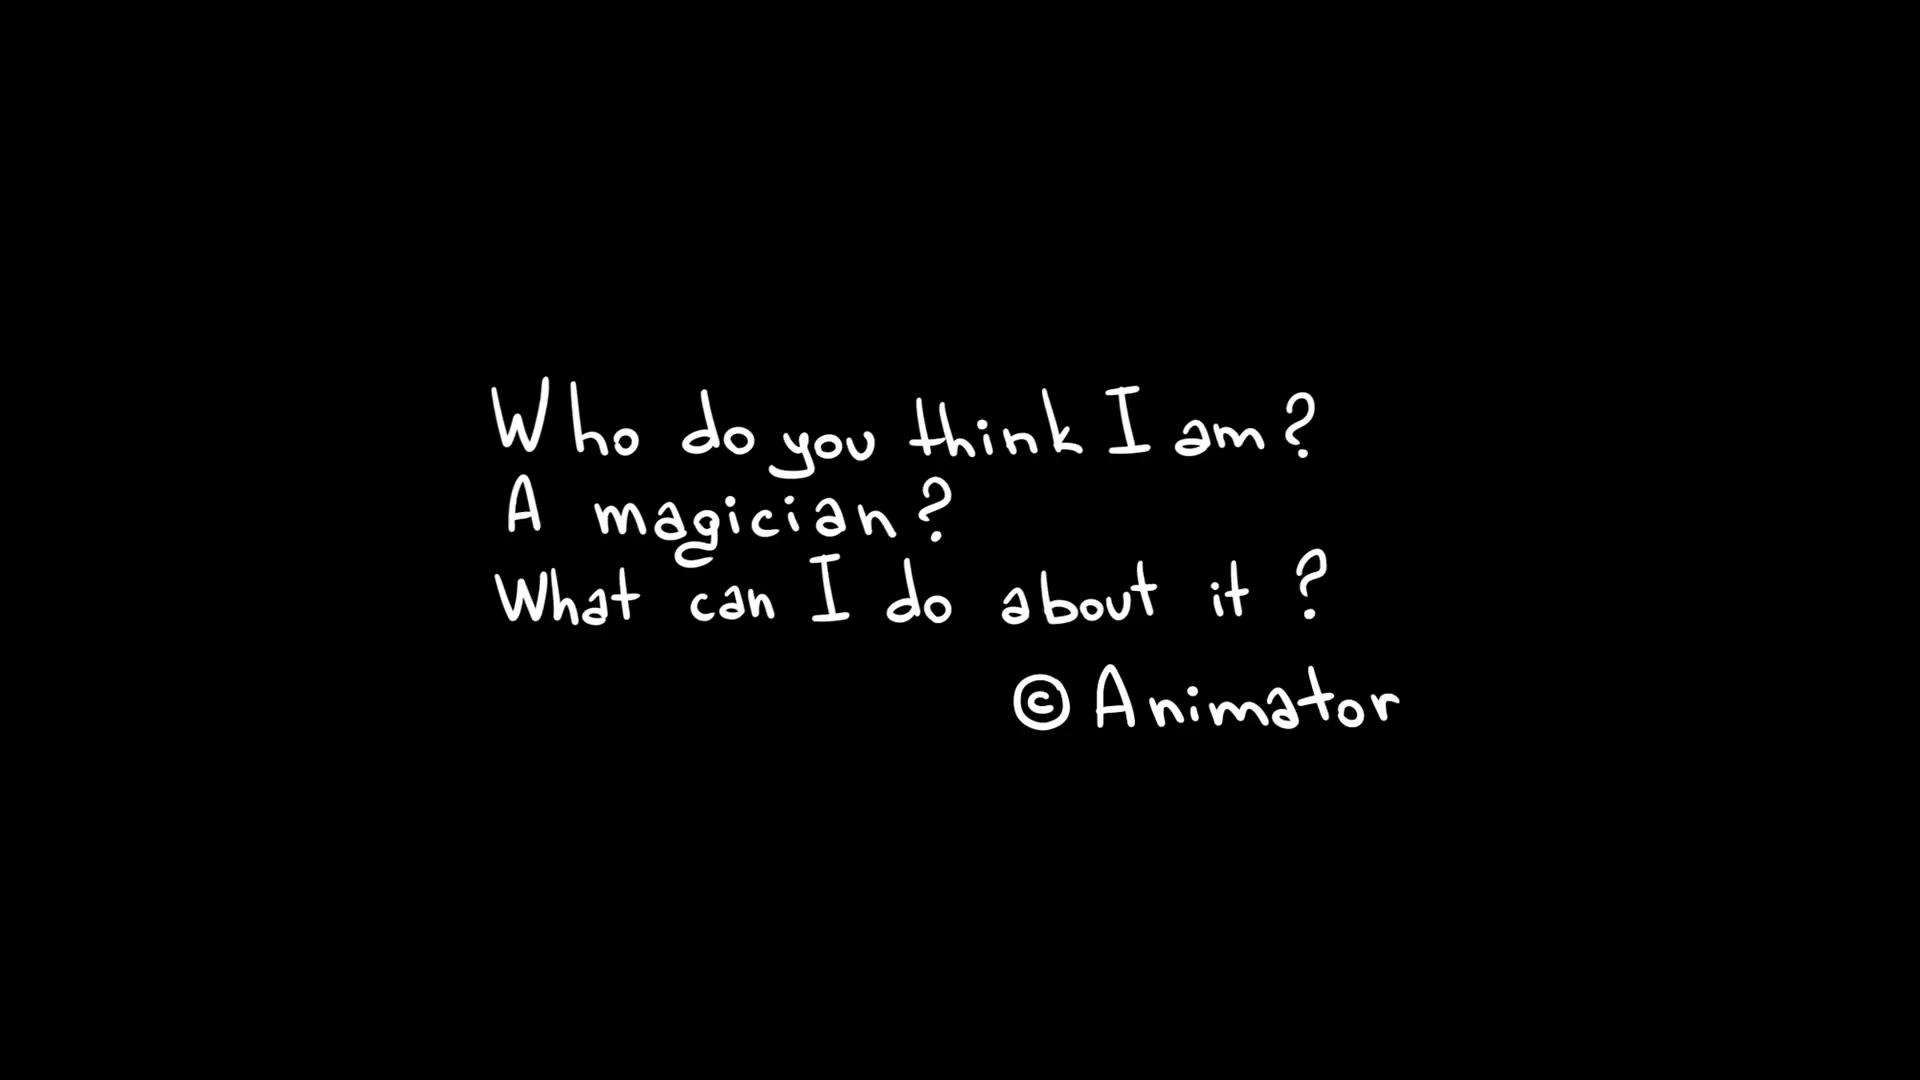 Who do you think I am?
A magician?
What can I do about it?
© Animator